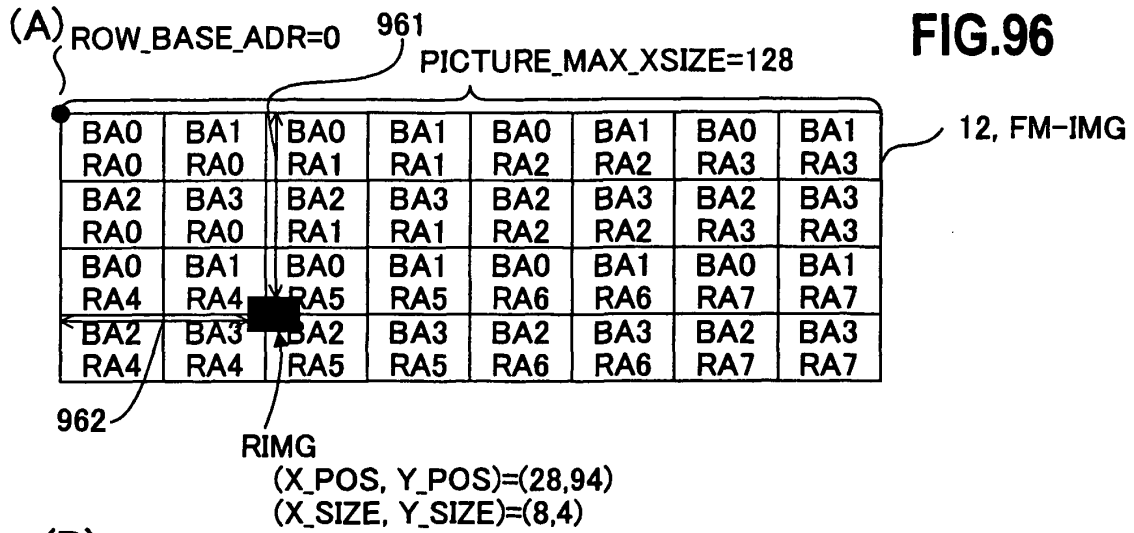 (A) ROW_BASE_ADR=0 961 FIG.96
PICTURE_MAX_XSIZE=128
12, FM-IMG
BA0 BA1 BA0 BA1 BA0 BA1 BA0 BA1
RA0 RA0 RA1 RA1 RA2 RA2 RA3 RA3
BA2 BA3 BA2 BA3 BA2 BA3 BA2 BA3
RA0 RA0 RA1 RA1 RA2 RA2 RA3 RA3
BA0 BA1 BA0 BA1 BA0 BA1 BA0 BA1
RA4 RA4 RA5 RA5 RA6 RA6 RA7 RA7
BA2 BA3 BA2 BA3 BA2 BA3 BA2 BA3
RA4 RA4 RA5 RA5 RA6 RA6 RA7 RA7
962
RIMG
(X_POS, Y_POS)=(28,94)
(X_SIZE, Y_SIZE)=(8,4)